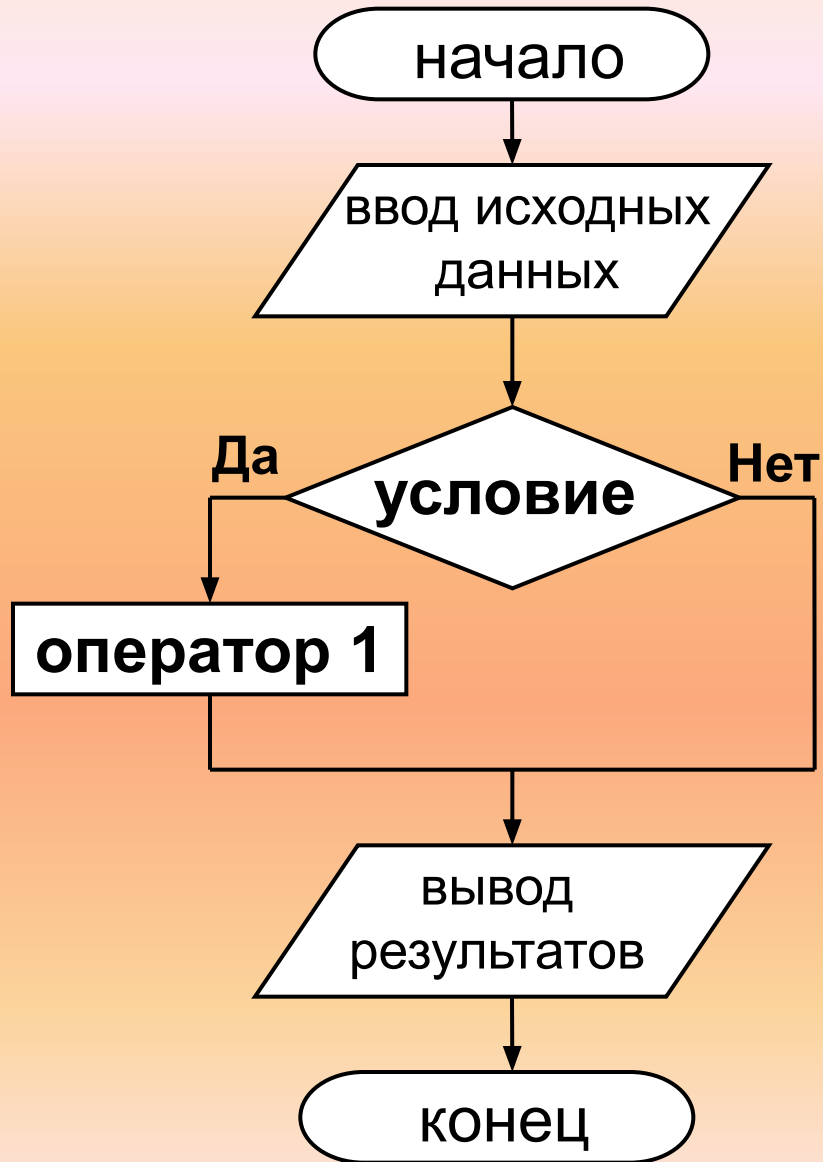 начало
ввод исходных
данных
Да
Нет
условие
оператор 1
вывод
результатов
конец